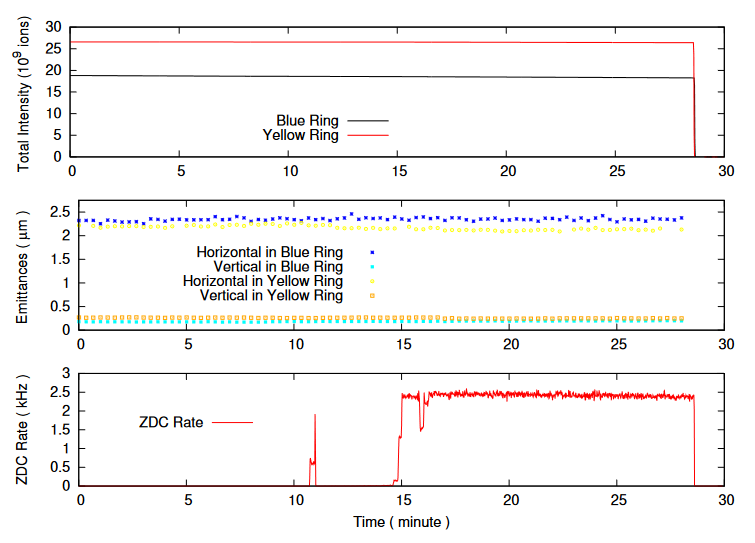 30
25
20
15
10
5
0
Total Intensity (10^9 ions)
Blue Ring
Yellow Ring
0 5 10 15 20 25 30
2.5
2
1.5
1
0.5
0
Emittances ( μm )
Horizontal in Blue Ring
Vertical in Blue Ring
Horizontal in Yellow Ring
Vertical in Yellow Ring
0 5 10 15 20 25 30
3
2.5
2
1.5
1
0.5
0
ZDC Rate ( kHz )
ZDC Rate
0 5 10 15 20 25 30
Time ( minute )